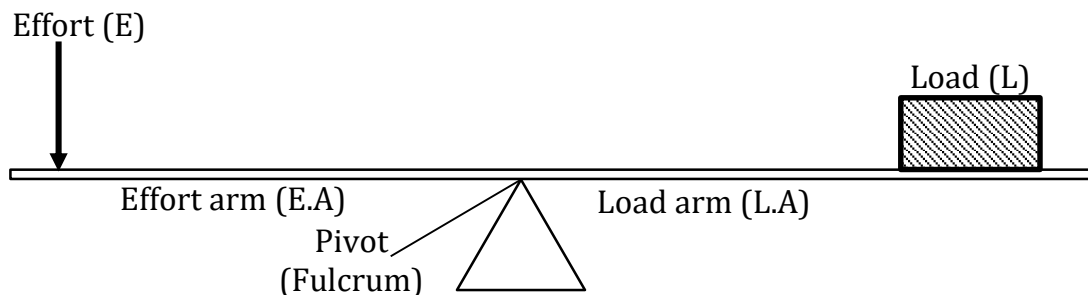 Effort (E)
Load (L)
Effort arm (E.A)
Load arm (L.A)
Pivot
(Fulcrum)